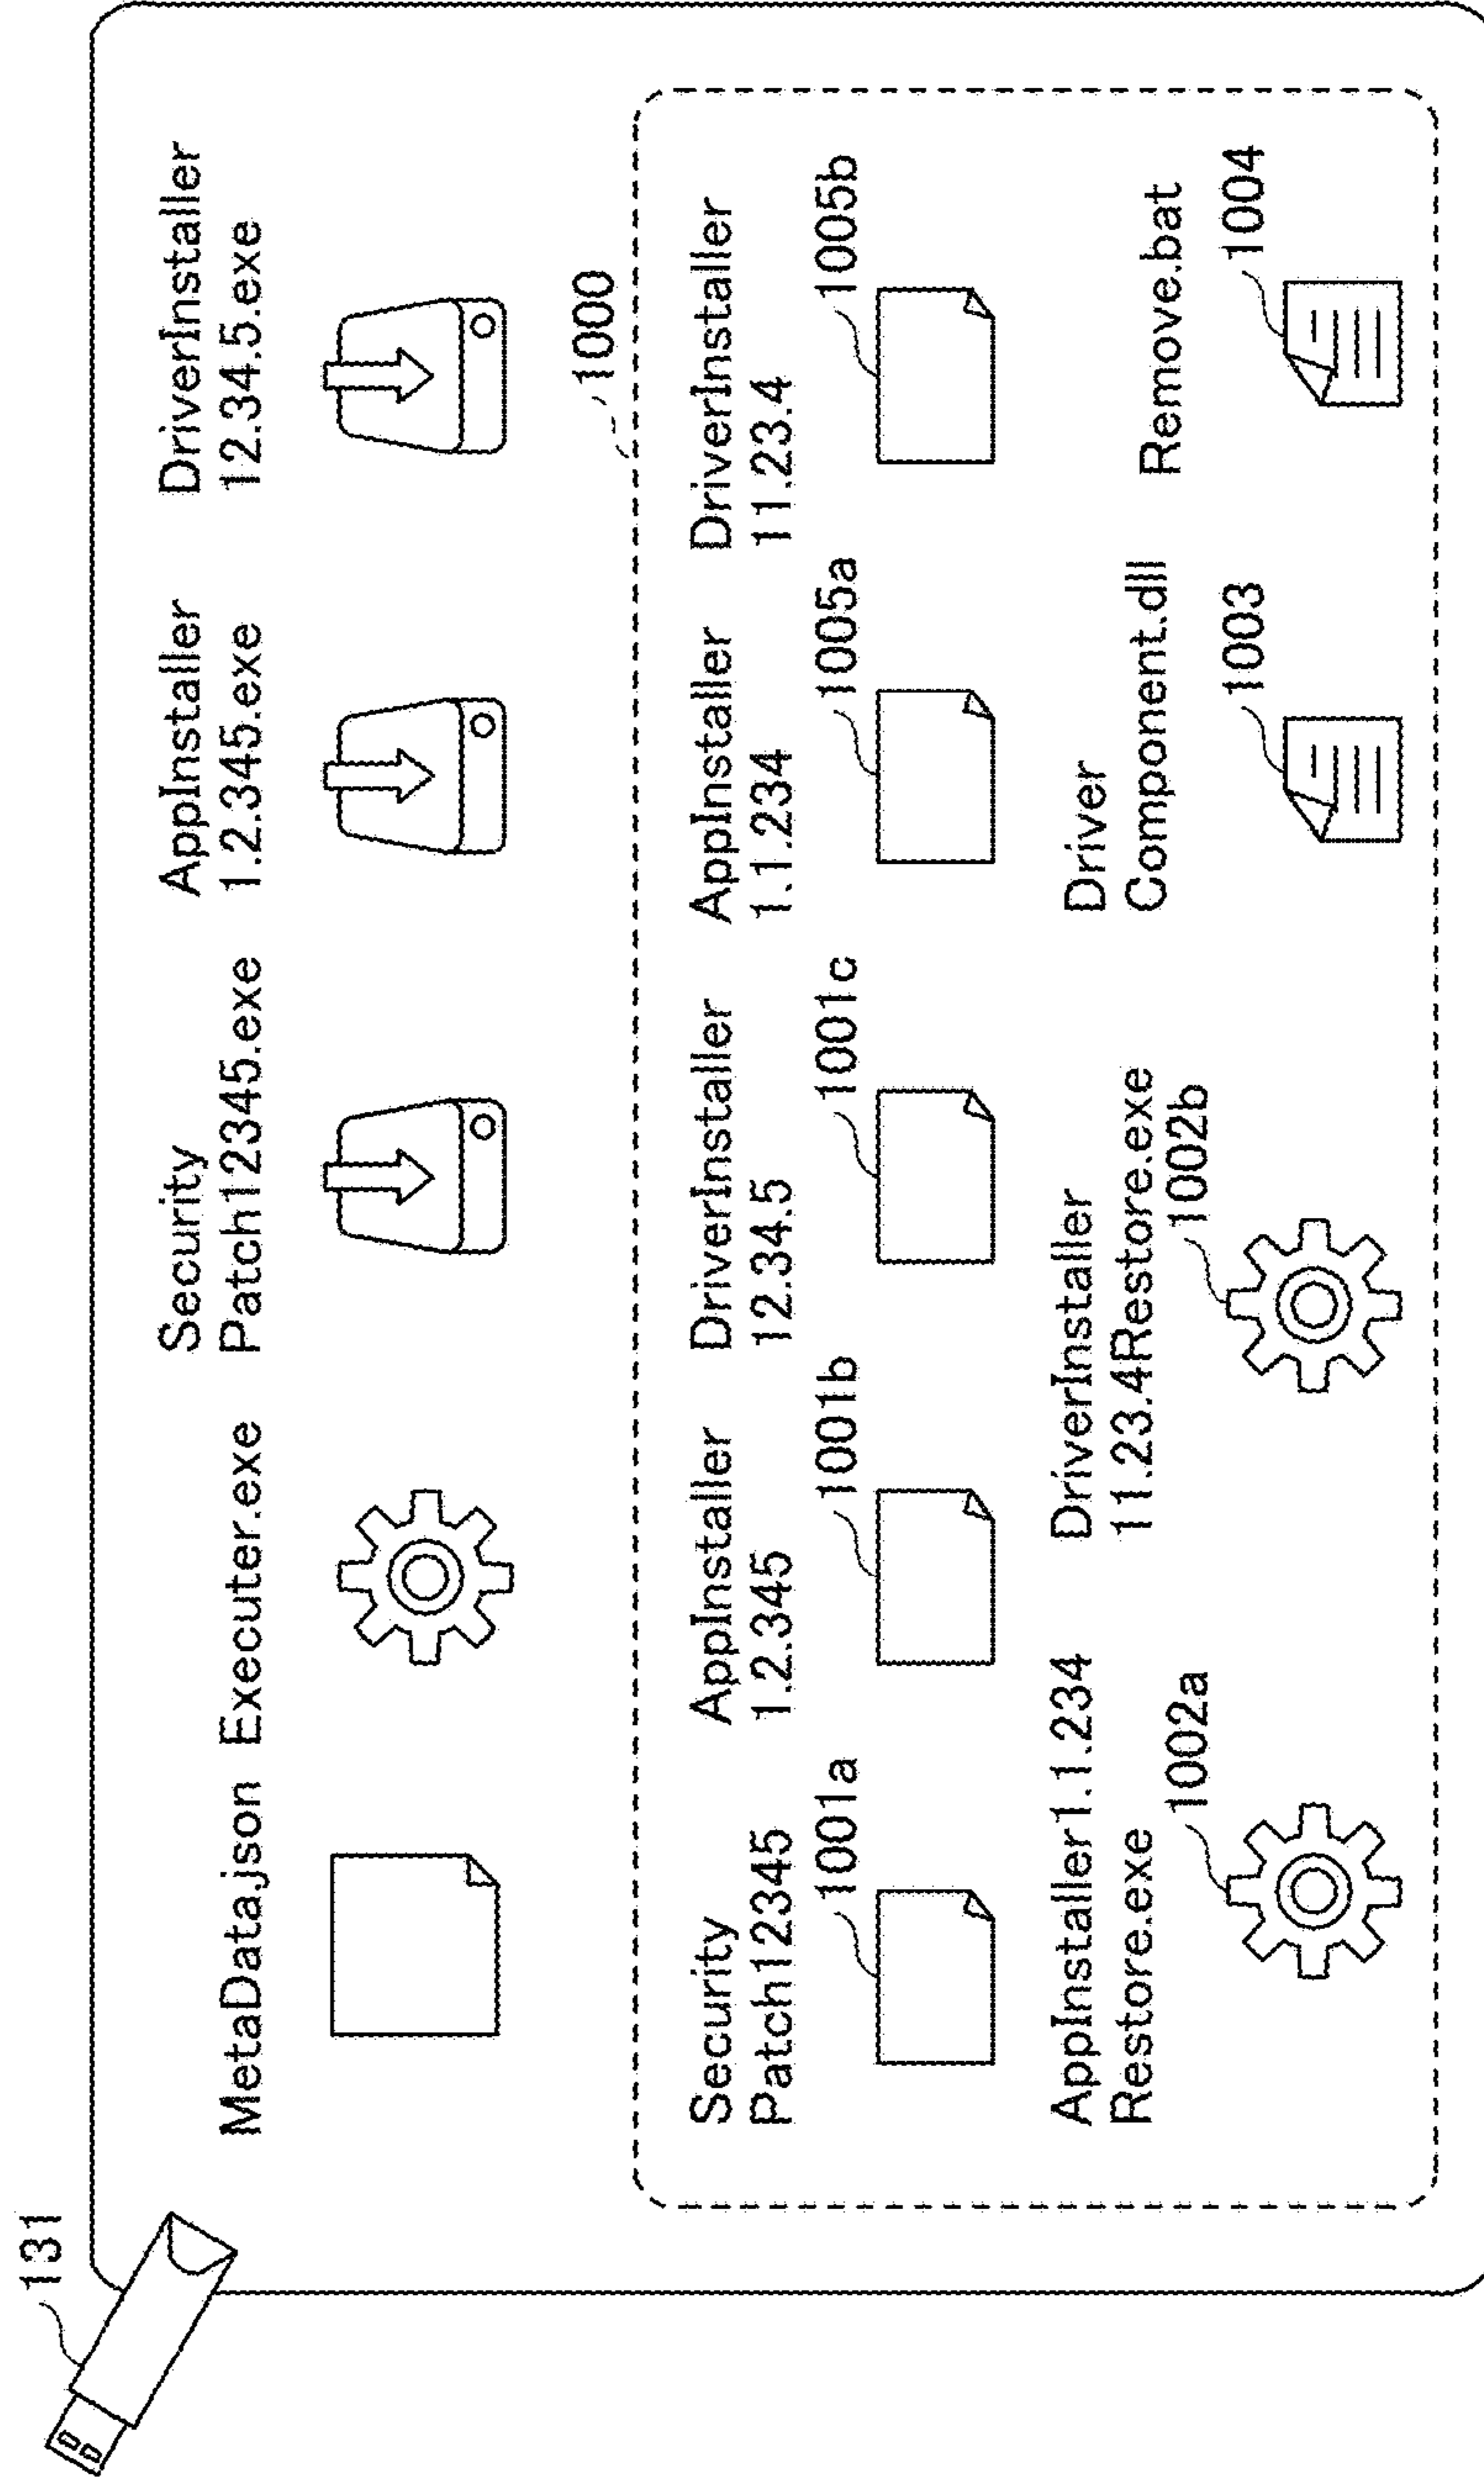 131
MetaData.json
Executer.exe
Security
Patch12345.exe
AppInstaller
1.2.345.exe
DriverInstaller
12.34.5.exe
1000
Security
Patch12345
1001a
AppInstaller
1.2.345
1001b
DriverInstaller
12.34.5
1001c
AppInstaller
1.1.234
1005a
DriverInstaller
11.23.4
1005b
AppInstaller1.1.234
Restore.exe
1002a
DriverInstaller
11.23.4Restore.exe
1002b
Driver
Component.dll
1003
Remove.bat
1004